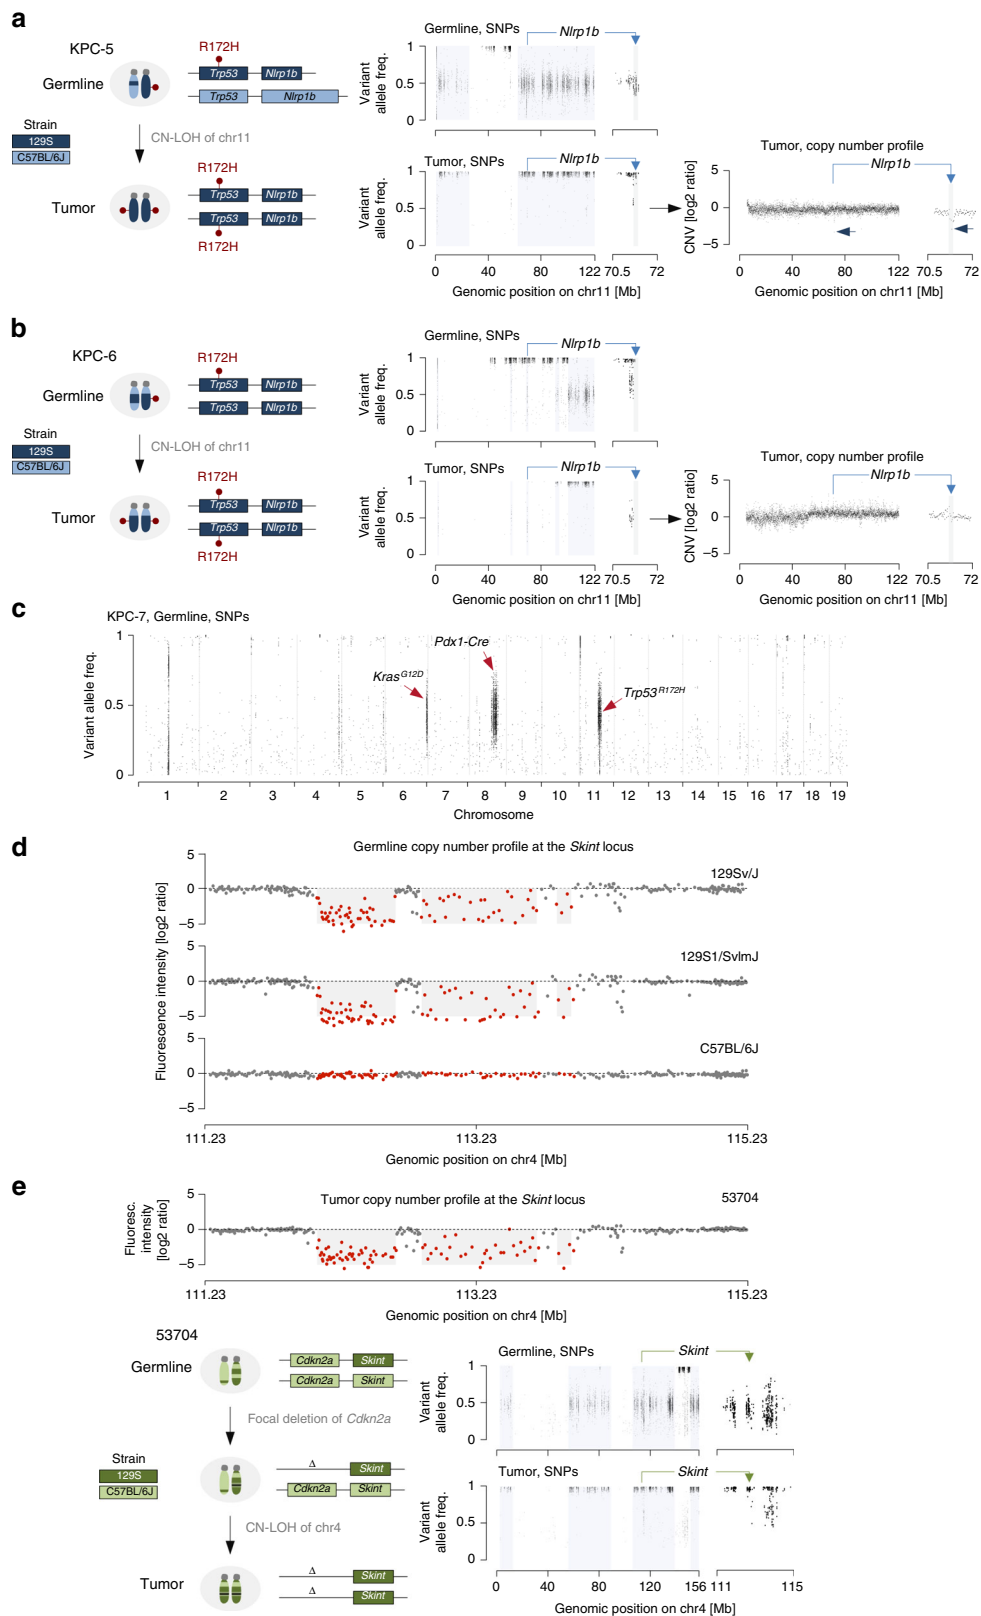 a
KPC-5
Germline
R172H
Trp53 Nlrp1b
Trp53 Nlrp1b
Strain
129S
C57BL/6J
CN-LOH of chr11
Tumor
R172H
Trp53 Nlrp1b
Trp53 Nlrp1b
R172H
Germline, SNPs Nlrp1b
Variant
allele freq.
1
0.5
0
Tumor, SNPs Nlrp1b
Variant
allele freq.
1
0.5
0
0 40 80 122 70.5 72
Genomic position on chr11 [Mb]
Tumor, copy number profile
Nlrp1b
CNV [log2 ratio]
5
0
−5
0 40 80 122 70.5 72
Genomic position on chr11 [Mb]
b
KPC-6
Germline
R172H
Trp53 Nlrp1b
Trp53 Nlrp1b
Strain
129S
C57BL/6J
CN-LOH of chr11
Tumor
R172H
Trp53 Nlrp1b
Trp53 Nlrp1b
R172H
Germline, SNPs Nlrp1b
Variant
allele freq.
1
0.5
0
Tumor, SNPs Nlrp1b
Variant
allele freq.
1
0.5
0
0 40 80 122 70.5 72
Genomic position on chr11 [Mb]
Tumor, copy number profile
Nlrp1b
CNV [log2 ratio]
5
0
−5
0 40 80 122 70.5 72
Genomic position on chr11 [Mb]
c
KPC-7, Germline, SNPs
Variant allele freq.
1
0.5
0
Kras G12D
Pdx1-Cre
Trp53 R172H
1 2 3 4 5 6 7 8 9 10 11 12 13 14 15 16 17 18 19
Chromosome
d
Germline copy number profile at the Skint locus
Fluorescence intensity [log2 ratio]
129Sv/J
5
0
−5
129S1/SvImJ
5
0
−5
C57BL/6J
5
0
−5
111.23 113.23 115.23
Genomic position on chr4 [Mb]
e
Tumor copy number profile at the Skint locus
53704
Fluoresc.
intensity
[log2 ratio]
5
0
−5
111.23 113.23 115.23
Genomic position on chr4 [Mb]
53704
Germline
Cdkn2a Skint
Cdkn2a Skint
Focal deletion of Cdkn2a
Strain
129S
C57BL/6J
Δ Skint
Cdkn2a Skint
CN-LOH of chr4
Tumor
Δ Skint
Δ Skint
Germline, SNPs Skint
Variant
allele freq.
1
0.5
0
Tumor, SNPs Skint
Variant
allele freq.
1
0.5
0
0 40 80 120 156 111 115
Genomic position on chr4 [Mb]